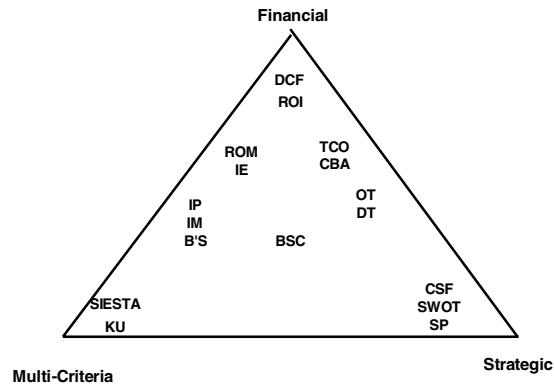 Financial
DCF
ROI
ROM
IE
TCO
CBA
IP
IM
B'S
OT
DT
BSC
SIESTA
KU
CSF
SWOT
SP
Multi-Criteria
Strategic